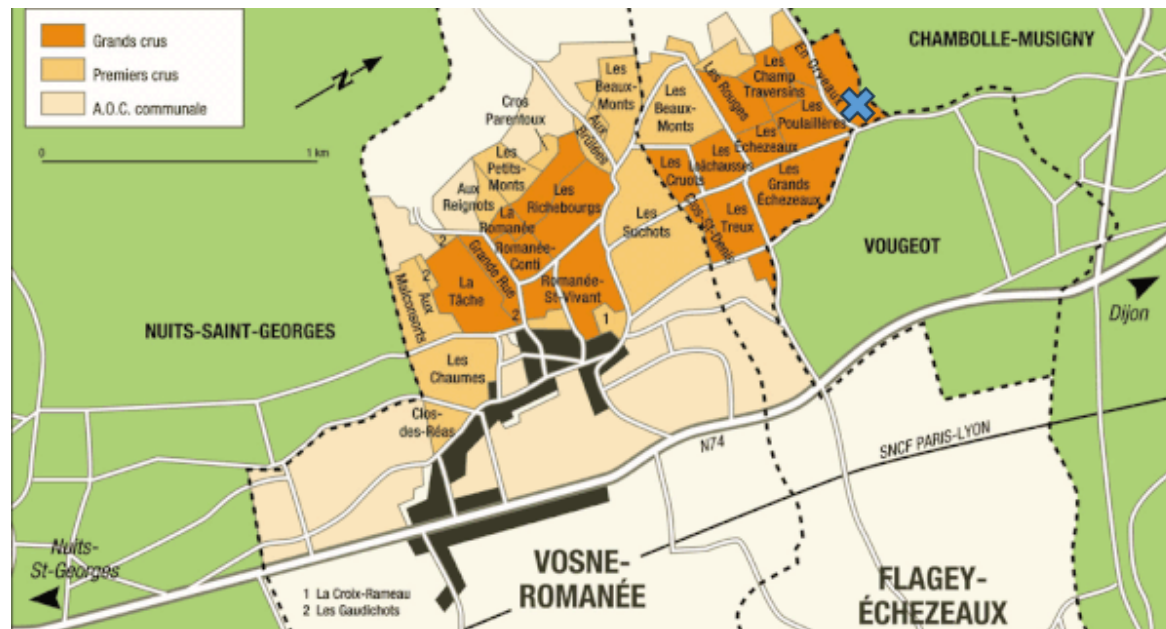 Grands crus
Premiers crus
A.O.C. communale
N
0
1 km
CHAMBOLLE-MUSIGNY
En Orveaux
Les
Champ
Traversins
Les Rouges
Les
Beaux-
Monts
Les
Beaux-
Monts
Les
Poulaillères
Cros
Parentoux
Aux
Brûlées
Les
Échezeaux
Les
Loächausses
Les
Cruots
Les
Grands
Échezeaux
Les
Petits-
Monts
Aux
Reignots
Les
Richebourgs
La
Romanée
Les
Suchots
Clos-St-Denis
Les
Treux
VOUGEOT
2
Grande Rue
Romanée-
Conti
Romanée-
St-Vivant
2 Aux
Malconsorts
La
Tâche
2
1
NUITS-SAINT-GEORGES
Dijon
Les
Chaumes
Clos-
des-Réas
N74
SNCF PARIS-LYON
Nuits-
St-Georges
VOSNE-
ROMANÉE
FLAGEY-
ÉCHEZEAUX
1 La Croix-Rameau
2 Les Gaudichots